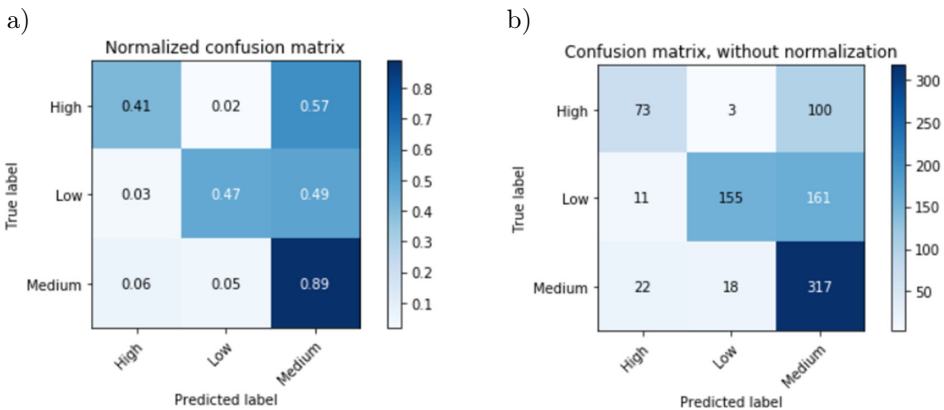 a)
Normalized confusion matrix
True label
High
Low
Medium
0.41 0.02 0.57
0.03 0.47 0.49
0.06 0.05 0.89
High Low Medium
Predicted label
0.8
0.7
0.6
0.5
0.4
0.3
0.2
0.1
b)
Confusion matrix, without normalization
True label
High
Low
Medium
73 3 100
11 155 161
22 18 317
High Low Medium
Predicted label
300
250
200
150
100
50